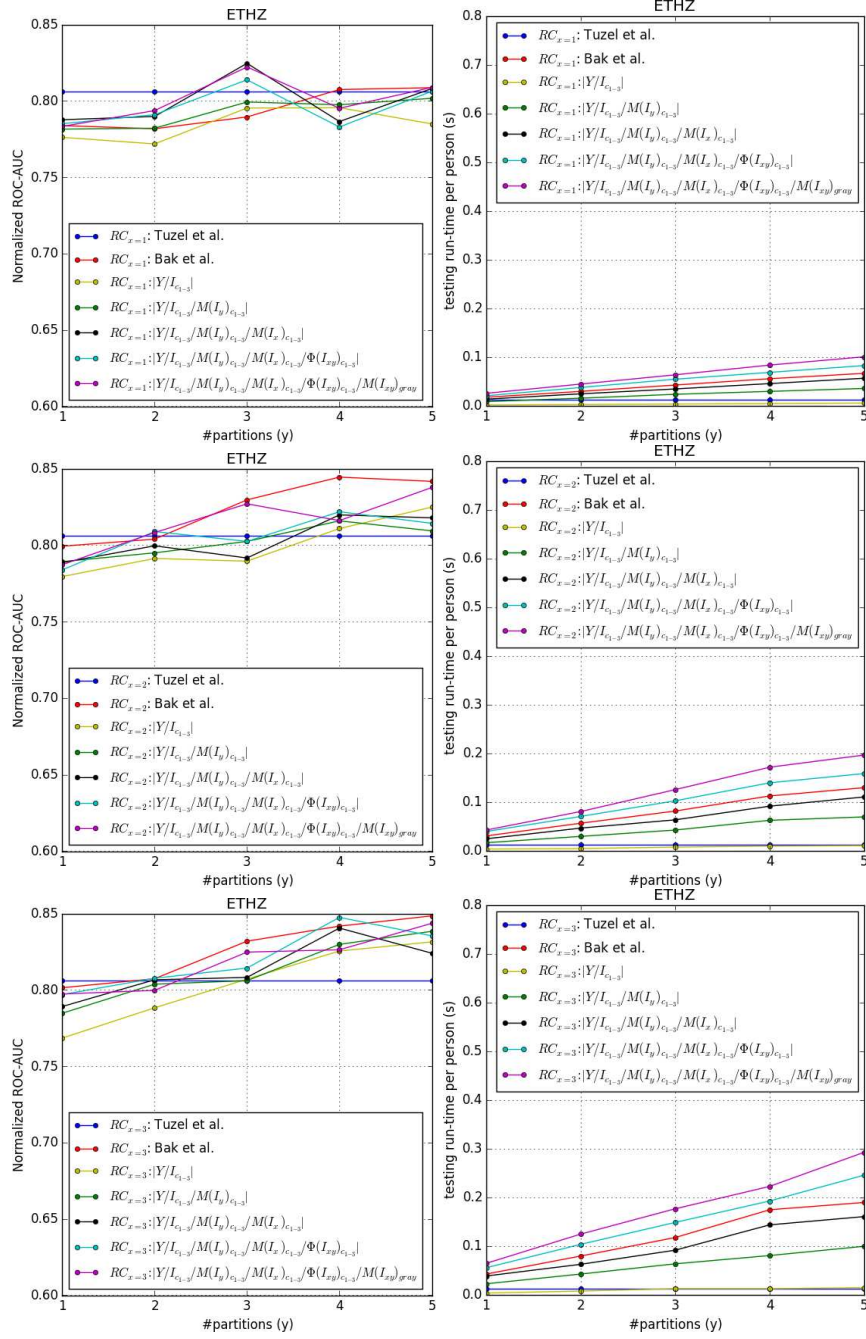 ETHZ
0.85
0.80
0.75
0.70
0.65
0.60
Normalized ROC-AUC
RC_{x=1}: Tuzel et al.
RC_{x=1}: Bak et al.
RC_{x=1}:|Y/I_{c_{1-3}}|
RC_{x=1}:|Y/I_{c_{1-3}}/M(I_y)_{c_{1-3}}|
RC_{x=1}:|Y/I_{c_{1-3}}/M(I_y)_{c_{1-3}}/M(I_x)_{c_{1-3}}|
RC_{x=1}:|Y/I_{c_{1-3}}/M(I_y)_{c_{1-3}}/M(I_x)_{c_{1-3}}/Φ(I_{xy})_{c_{1-3}}|
RC_{x=1}:|Y/I_{c_{1-3}}/M(I_y)_{c_{1-3}}/M(I_x)_{c_{1-3}}/Φ(I_{xy})_{c_{1-3}}/M(I_{xy})_{gray}
1 2 3 4 5
#partitions (y)
ETHZ
0.8
0.7
0.6
0.5
0.4
0.3
0.2
0.1
0.0
testing run-time per person (s)
RC_{x=1}: Tuzel et al.
RC_{x=1}: Bak et al.
RC_{x=1}:|Y/I_{c_{1-3}}|
RC_{x=1}:|Y/I_{c_{1-3}}/M(I_y)_{c_{1-3}}|
RC_{x=1}:|Y/I_{c_{1-3}}/M(I_y)_{c_{1-3}}/M(I_x)_{c_{1-3}}|
RC_{x=1}:|Y/I_{c_{1-3}}/M(I_y)_{c_{1-3}}/M(I_x)_{c_{1-3}}/Φ(I_{xy})_{c_{1-3}}|
RC_{x=1}:|Y/I_{c_{1-3}}/M(I_y)_{c_{1-3}}/M(I_x)_{c_{1-3}}/Φ(I_{xy})_{c_{1-3}}/M(I_{xy})_{gray}
1 2 3 4 5
#partitions (y)
ETHZ
0.85
0.80
0.75
0.70
0.65
0.60
Normalized ROC-AUC
RC_{x=2}: Tuzel et al.
RC_{x=2}: Bak et al.
RC_{x=2}:|Y/I_{c_{1-3}}|
RC_{x=2}:|Y/I_{c_{1-3}}/M(I_y)_{c_{1-3}}|
RC_{x=2}:|Y/I_{c_{1-3}}/M(I_y)_{c_{1-3}}/M(I_x)_{c_{1-3}}|
RC_{x=2}:|Y/I_{c_{1-3}}/M(I_y)_{c_{1-3}}/M(I_x)_{c_{1-3}}/Φ(I_{xy})_{c_{1-3}}|
RC_{x=2}:|Y/I_{c_{1-3}}/M(I_y)_{c_{1-3}}/M(I_x)_{c_{1-3}}/Φ(I_{xy})_{c_{1-3}}/M(I_{xy})_{gray}
1 2 3 4 5
#partitions (y)
ETHZ
0.8
0.7
0.6
0.5
0.4
0.3
0.2
0.1
0.0
testing run-time per person (s)
RC_{x=2}: Tuzel et al.
RC_{x=2}: Bak et al.
RC_{x=2}:|Y/I_{c_{1-3}}|
RC_{x=2}:|Y/I_{c_{1-3}}/M(I_y)_{c_{1-3}}|
RC_{x=2}:|Y/I_{c_{1-3}}/M(I_y)_{c_{1-3}}/M(I_x)_{c_{1-3}}|
RC_{x=2}:|Y/I_{c_{1-3}}/M(I_y)_{c_{1-3}}/M(I_x)_{c_{1-3}}/Φ(I_{xy})_{c_{1-3}}|
RC_{x=2}:|Y/I_{c_{1-3}}/M(I_y)_{c_{1-3}}/M(I_x)_{c_{1-3}}/Φ(I_{xy})_{c_{1-3}}/M(I_{xy})_{gray}
1 2 3 4 5
#partitions (y)
ETHZ
0.85
0.80
0.75
0.70
0.65
0.60
Normalized ROC-AUC
RC_{x=3}: Tuzel et al.
RC_{x=3}: Bak et al.
RC_{x=3}:|Y/I_{c_{1-3}}|
RC_{x=3}:|Y/I_{c_{1-3}}/M(I_y)_{c_{1-3}}|
RC_{x=3}:|Y/I_{c_{1-3}}/M(I_y)_{c_{1-3}}/M(I_x)_{c_{1-3}}|
RC_{x=3}:|Y/I_{c_{1-3}}/M(I_y)_{c_{1-3}}/M(I_x)_{c_{1-3}}/Φ(I_{xy})_{c_{1-3}}|
RC_{x=3}:|Y/I_{c_{1-3}}/M(I_y)_{c_{1-3}}/M(I_x)_{c_{1-3}}/Φ(I_{xy})_{c_{1-3}}/M(I_{xy})_{gray}
1 2 3 4 5
#partitions (y)
ETHZ
0.8
0.7
0.6
0.5
0.4
0.3
0.2
0.1
0.0
testing run-time per person (s)
RC_{x=3}: Tuzel et al.
RC_{x=3}: Bak et al.
RC_{x=3}:|Y/I_{c_{1-3}}|
RC_{x=3}:|Y/I_{c_{1-3}}/M(I_y)_{c_{1-3}}|
RC_{x=3}:|Y/I_{c_{1-3}}/M(I_y)_{c_{1-3}}/M(I_x)_{c_{1-3}}|
RC_{x=3}:|Y/I_{c_{1-3}}/M(I_y)_{c_{1-3}}/M(I_x)_{c_{1-3}}/Φ(I_{xy})_{c_{1-3}}|
RC_{x=3}:|Y/I_{c_{1-3}}/M(I_y)_{c_{1-3}}/M(I_x)_{c_{1-3}}/Φ(I_{xy})_{c_{1-3}}/M(I_{xy})_{gray}
1 2 3 4 5
#partitions (y)